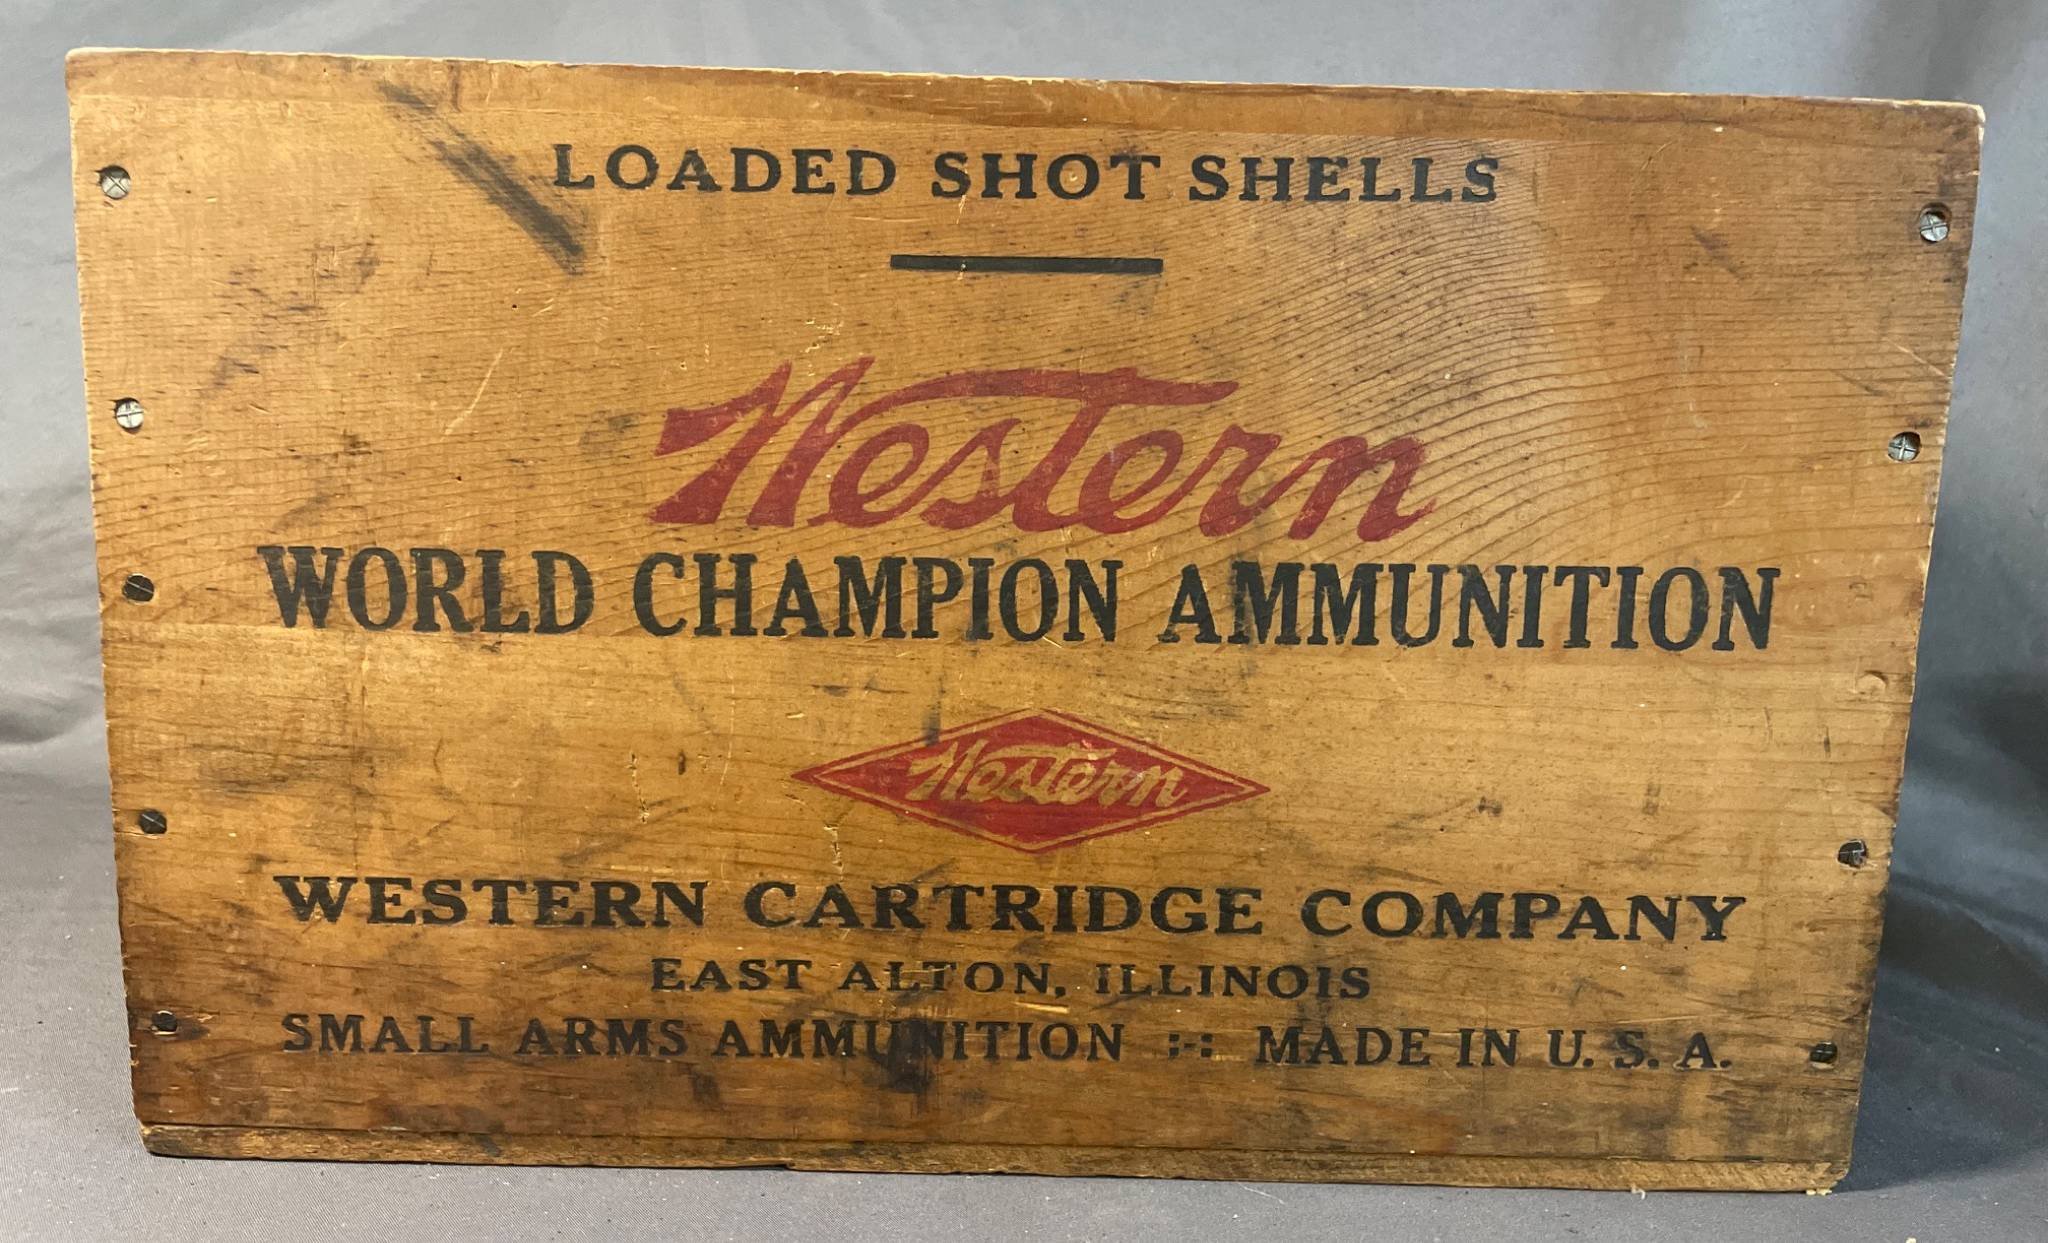 LOADED SHOT SHELLS
Western
WORLD CHAMPION AMMUNITION
Western
WESTERN CARTRIDGE COMPANY
EAST ALTON, ILLINOIS
SMALL ARMS AMMUNITION :-: MADE IN U. S. A.